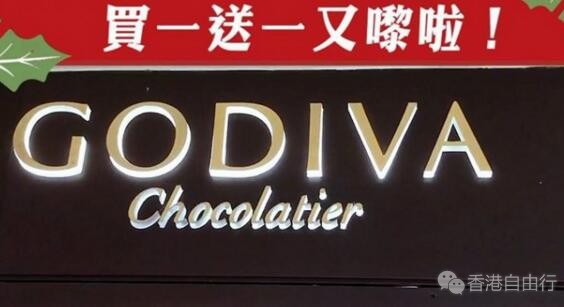 買一送一又嚟啦！
GODIVA
Chocolatier
香港自由行